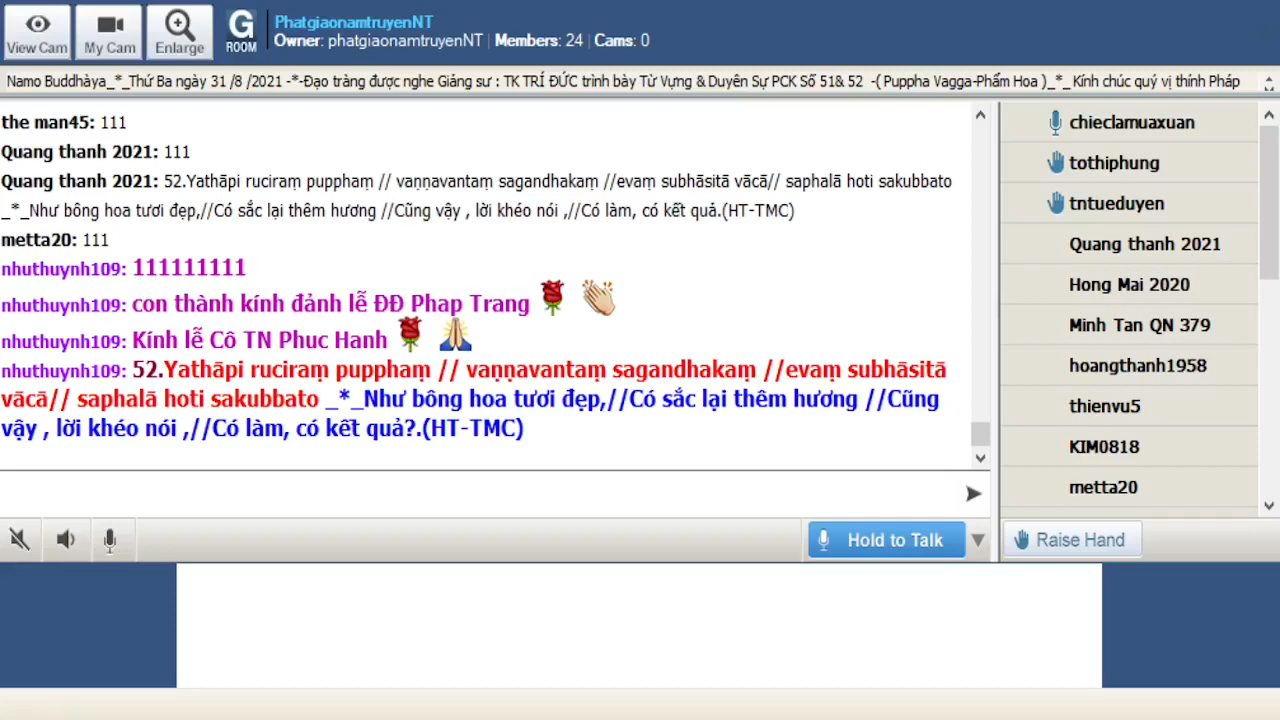 View Cam
My Cam
Enlarge
G
ROOM
PhatgiaonamtruyenNT
Owner: phatgiaonamtruyenNT | Members: 24 | Cams: 0
Namo Buddhàya_*_Thứ Ba ngày 31 /8 /2021 -*-Đạo tràng được nghe Giảng sư : TK TRÍ ĐỨC trình bày Từ Vựng & Duyên Sự PCK Số 51& 52 -( Puppha Vagga-Phẩm Hoa )_*_ Kính chúc quý vị thính Pháp
the man45: 111
Quang thanh 2021: 111
Quang thanh 2021: 52.Yathāpi ruciraṃ pupphaṃ // vaṇṇavantaṃ sagandhakaṃ //evaṃ subhāsitā vācā// saphalā hoti sakubbato
_*_Như bông hoa tươi đẹp,//Có sắc lại thêm hương //Cũng vậy , lời khéo nói ,//Có làm, có kết quả.(HT-TMC)
metta20: 111
nhuthuynh109: 111111111
nhuthuynh109: con thành kính đảnh lễ ĐĐ Phap Trang
nhuthuynh109: Kính lễ Cô TN Phuc Hanh
nhuthuynh109: 52.Yathāpi ruciraṃ pupphaṃ // vaṇṇavantaṃ sagandhakaṃ //evaṃ subhāsitā
vācā// saphalā hoti sakubbato _*_Như bông hoa tươi đẹp,//Có sắc lại thêm hương //Cũng
vậy , lời khéo nói ,//Có làm, có kết quả?.(HT-TMC)
chieclamuaxuan
tothiphung
tntueduyen
Quang thanh 2021
Hong Mai 2020
Minh Tan QN 379
hoangthanh1958
thienvu5
KIM0818
metta20
Hold to Talk
Raise Hand